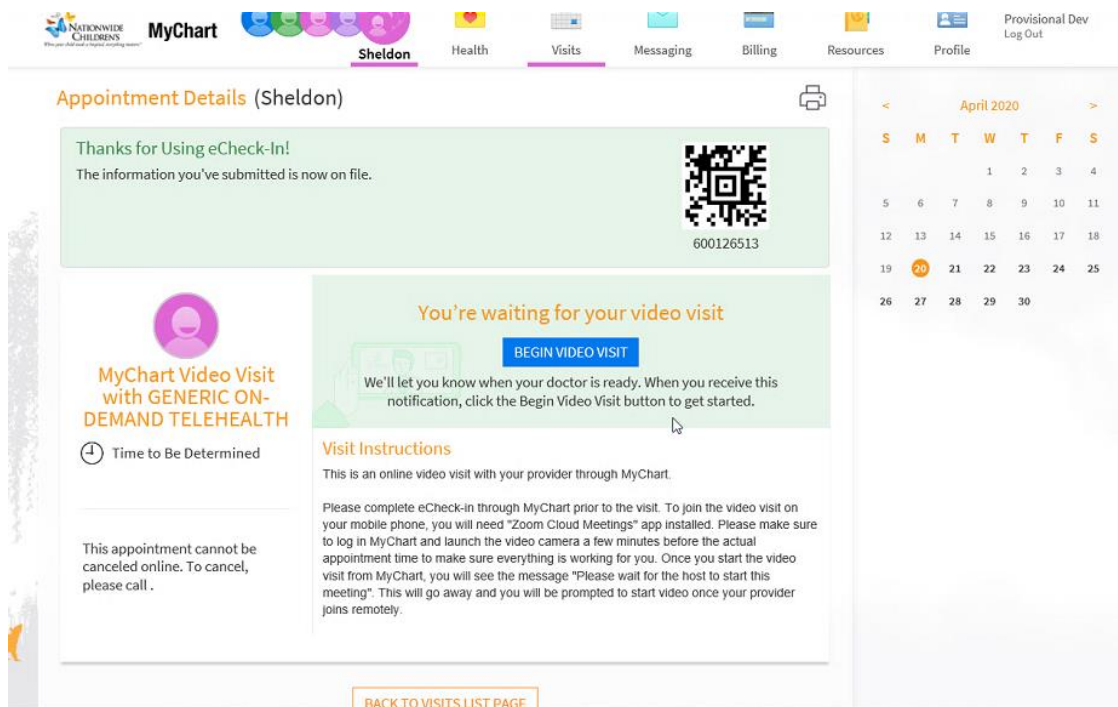 NATIONWIDE
CHILDREN'S
MyChart
Sheldon
Health
Visits
Messaging
Billing
Resources
Profile
Provisional Dev
Log Out
Appointment Details (Sheldon)
Thanks for Using eCheck-In!
The information you've submitted is now on file.
600126513
MyChart Video Visit
with GENERIC ON-
DEMAND TELEHEALTH
Time to Be Determined
This appointment cannot be
canceled online. To cancel,
please call .
You're waiting for your video visit
BEGIN VIDEO VISIT
We'll let you know when your doctor is ready. When you receive this
notification, click the Begin Video Visit button to get started.
Visit Instructions
This is an online video visit with your provider through MyChart.
Please complete eCheck-in through MyChart prior to the visit. To join the video visit on
your mobile phone, you will need "Zoom Cloud Meetings" app installed. Please make sure
to log in MyChart and launch the video camera a few minutes before the actual
appointment time to make sure everything is working for you. Once you start the video
visit from MyChart, you will see the message "Please wait for the host to start this
meeting". This will go away and you will be prompted to start video once your provider
joins remotely.
BACK TO VISITS LIST PAGE
< April 2020 >
S M T W T F S
1 2 3 4
5 6 7 8 9 10 11
12 13 14 15 16 17 18
19 20 21 22 23 24 25
26 27 28 29 30